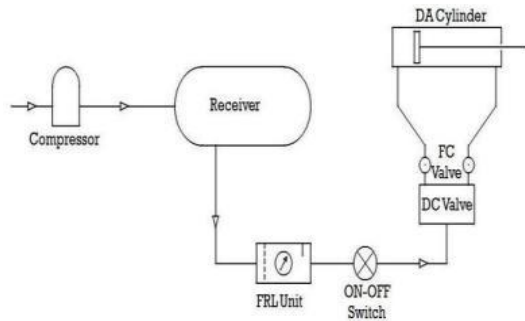 DA Cylinder
Receiver
Compressor
FC
Valve
DC Valve
FRL Unit
ON-OFF
Switch